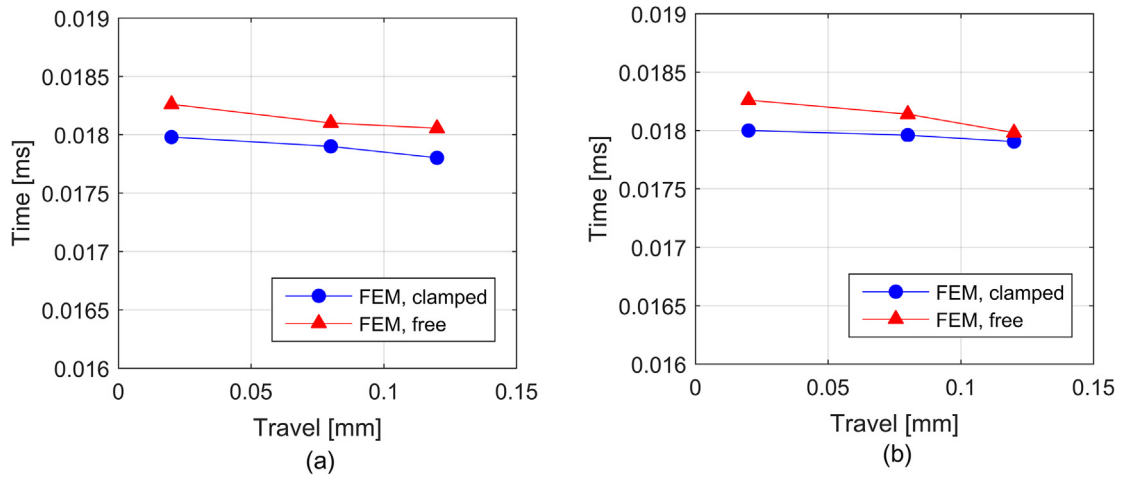 0.019
0.0185
0.018
0.0175
0.017
0.0165
0.016
Time [ms]
0
0.05
0.1
0.15
Travel [mm]
FEM, clamped
FEM, free
(a)
0.019
0.0185
0.018
0.0175
0.017
0.0165
0.016
Time [ms]
0
0.05
0.1
0.15
Travel [mm]
FEM, clamped
FEM, free
(b)